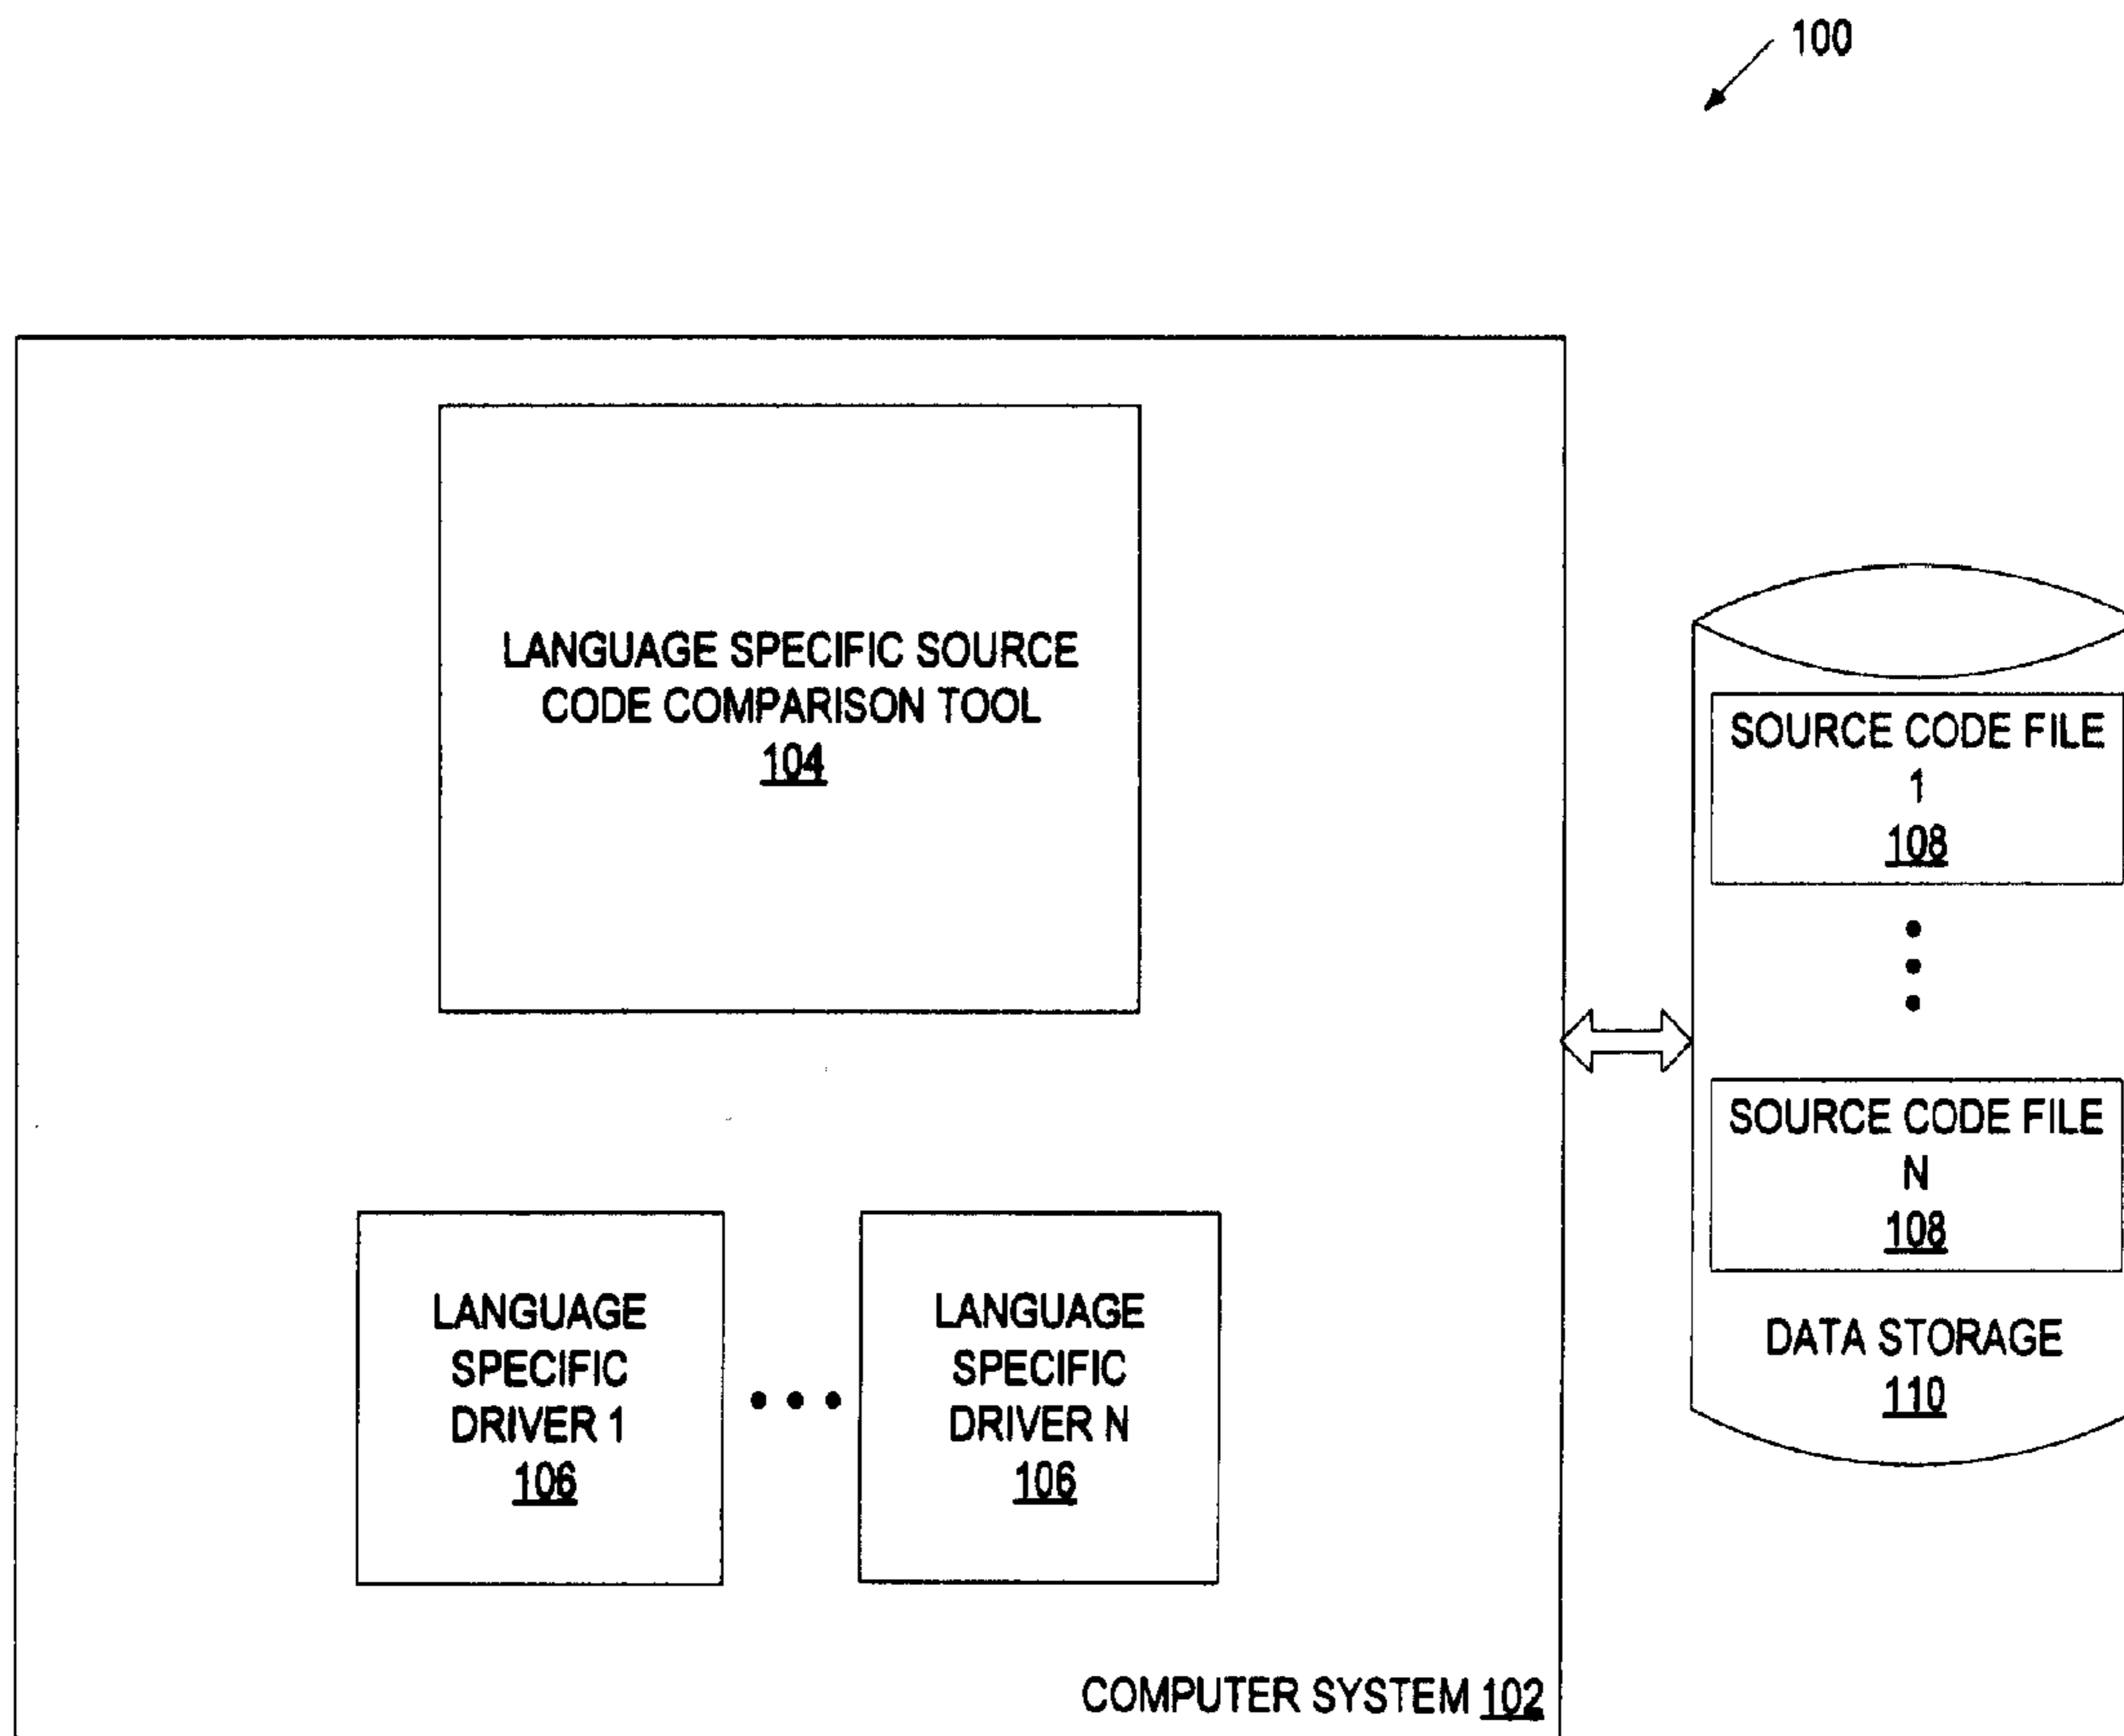 100
LANGUAGE SPECIFIC SOURCE
CODE COMPARISON TOOL
104
SOURCE CODE FILE
1
108
SOURCE CODE FILE
N
108
DATA STORAGE
110
LANGUAGE
SPECIFIC
DRIVER 1
106
LANGUAGE
SPECIFIC
DRIVER N
106
COMPUTER SYSTEM 102